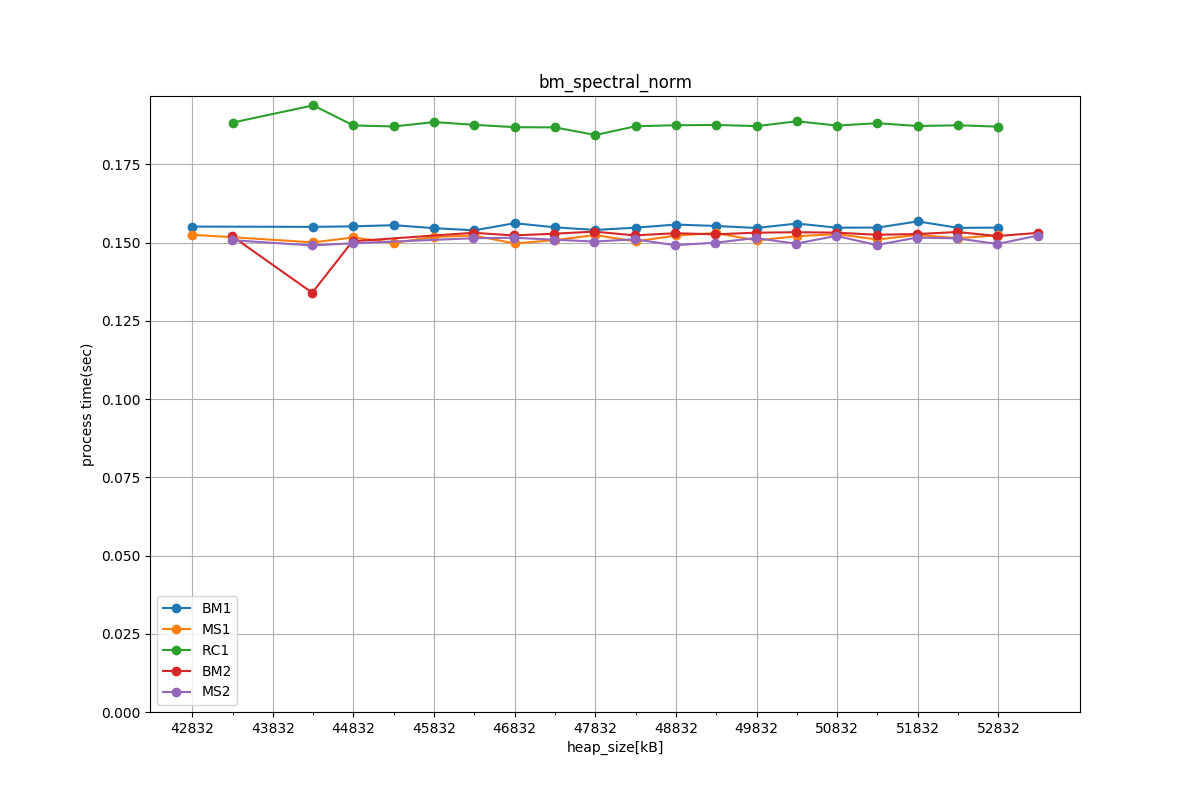 bm_spectral_norm
process time(sec)
0.175
0.150
0.125
0.100
0.075
0.050
0.025
0.000
BM1
MS1
RC1
BM2
MS2
42832 43832 44832 45832 46832 47832 48832 49832 50832 51832 52832
heap_size[kB]